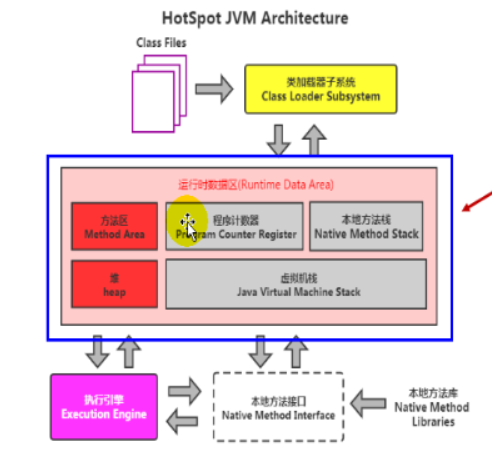 HotSpot JVM Architecture
Class Files
类加载器子系统
Class Loader Subsystem
运行时数据区(Runtime Data Area)
方法区
Method Area
程序计数器
Program Counter Register
本地方法栈
Native Method Stack
堆
heap
虚拟机栈
Java Virtual Machine Stack
执行引擎
Execution Engine
本地方法接口
Native Method Interface
本地方法库
Native Method
Libraries